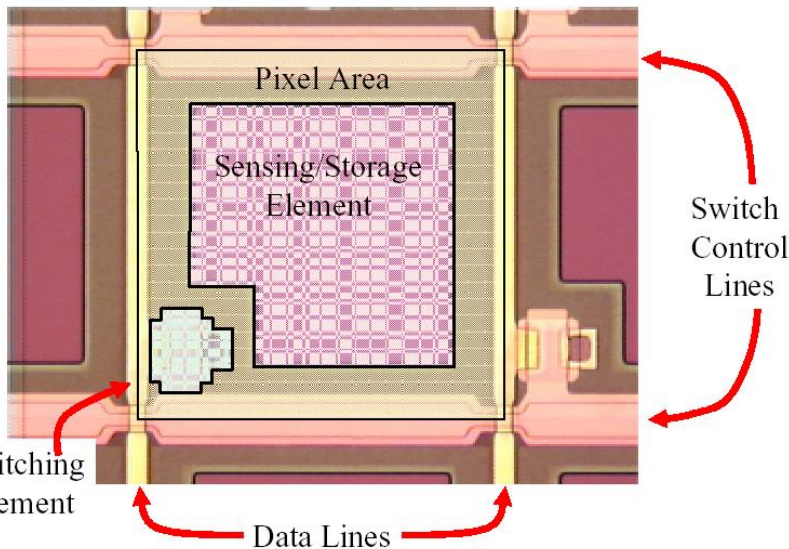 Pixel Area
Sensing/Storage
Element
Switch
Control
Lines
itching
ement
Data Lines